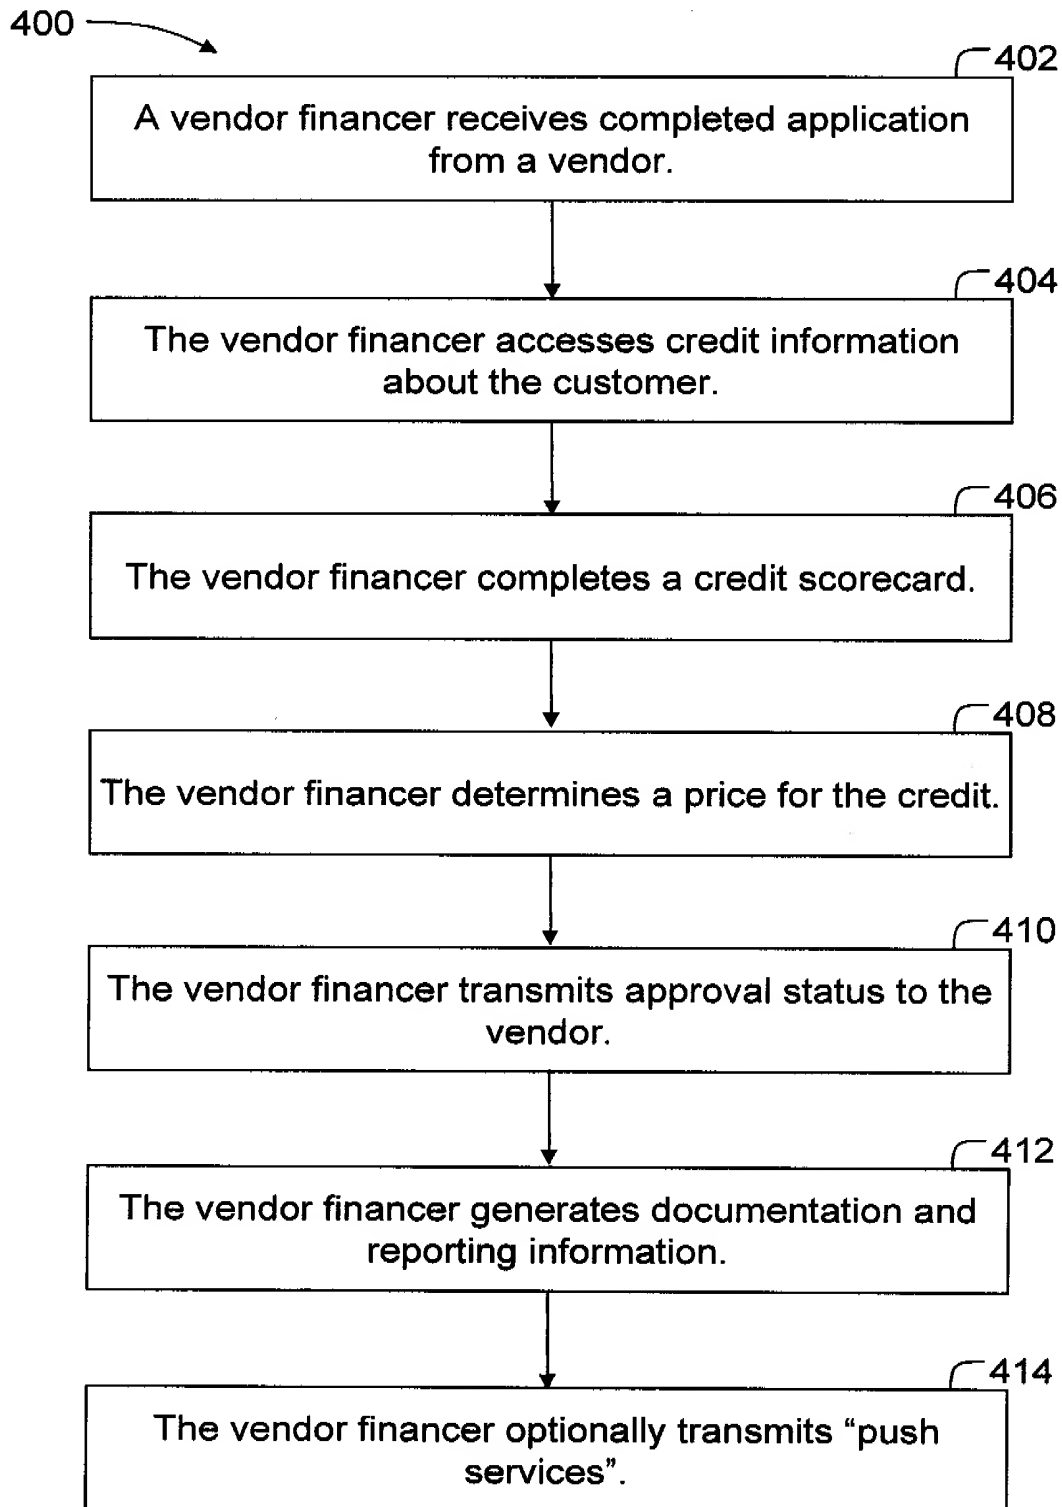 400
402
A vendor financer receives completed application
from a vendor.
404
The vendor financer accesses credit information
about the customer.
406
The vendor financer completes a credit scorecard.
408
The vendor financer determines a price for the credit.
410
The vendor financer transmits approval status to the
vendor.
412
The vendor financer generates documentation and
reporting information.
414
The vendor financer optionally transmits “push
services”.